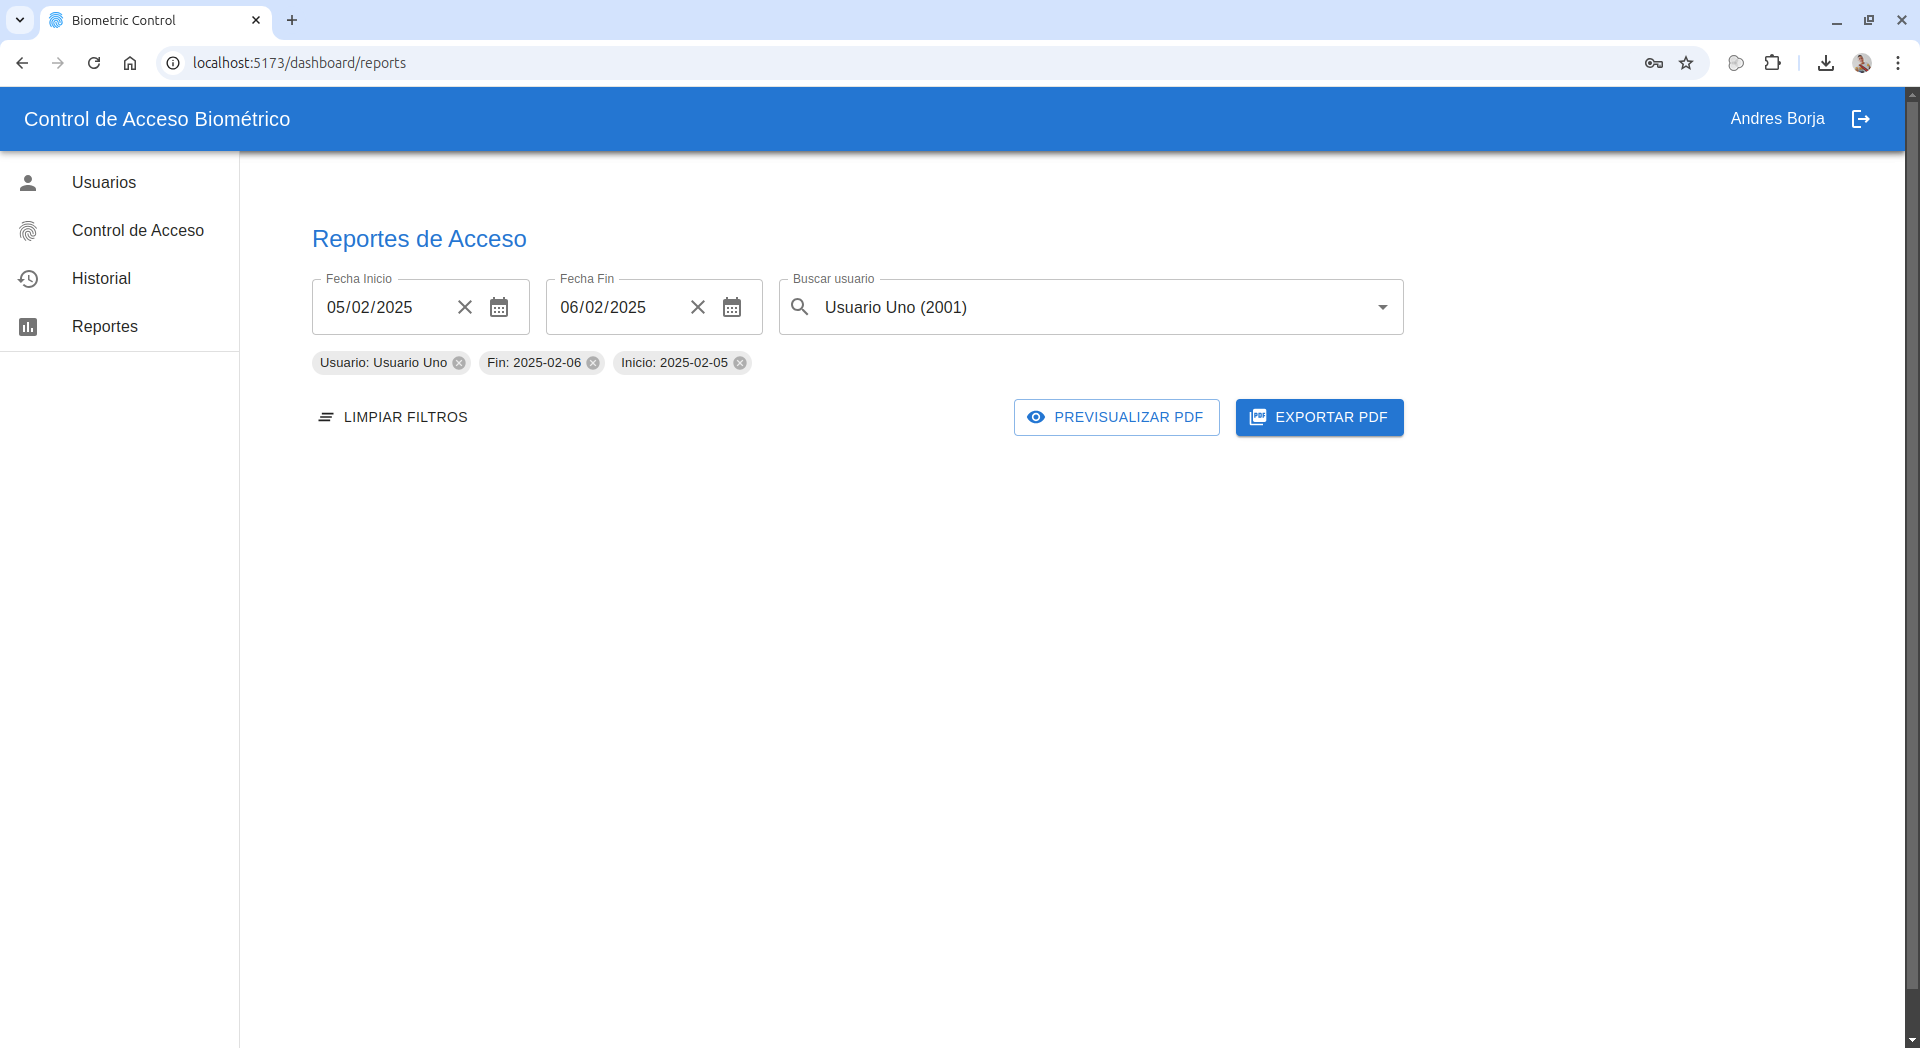 Biometric Control
localhost:5173/dashboard/reports
Control de Acceso Biométrico
Andres Borja
Usuarios
Control de Acceso
Historial
Reportes
Reportes de Acceso
Fecha Inicio
05/02/2025
Fecha Fin
06/02/2025
Buscar usuario
Usuario Uno (2001)
Usuario: Usuario Uno
Fin: 2025-02-06
Inicio: 2025-02-05
LIMPIAR FILTROS
PREVISUALIZAR PDF
PDF
EXPORTAR PDF